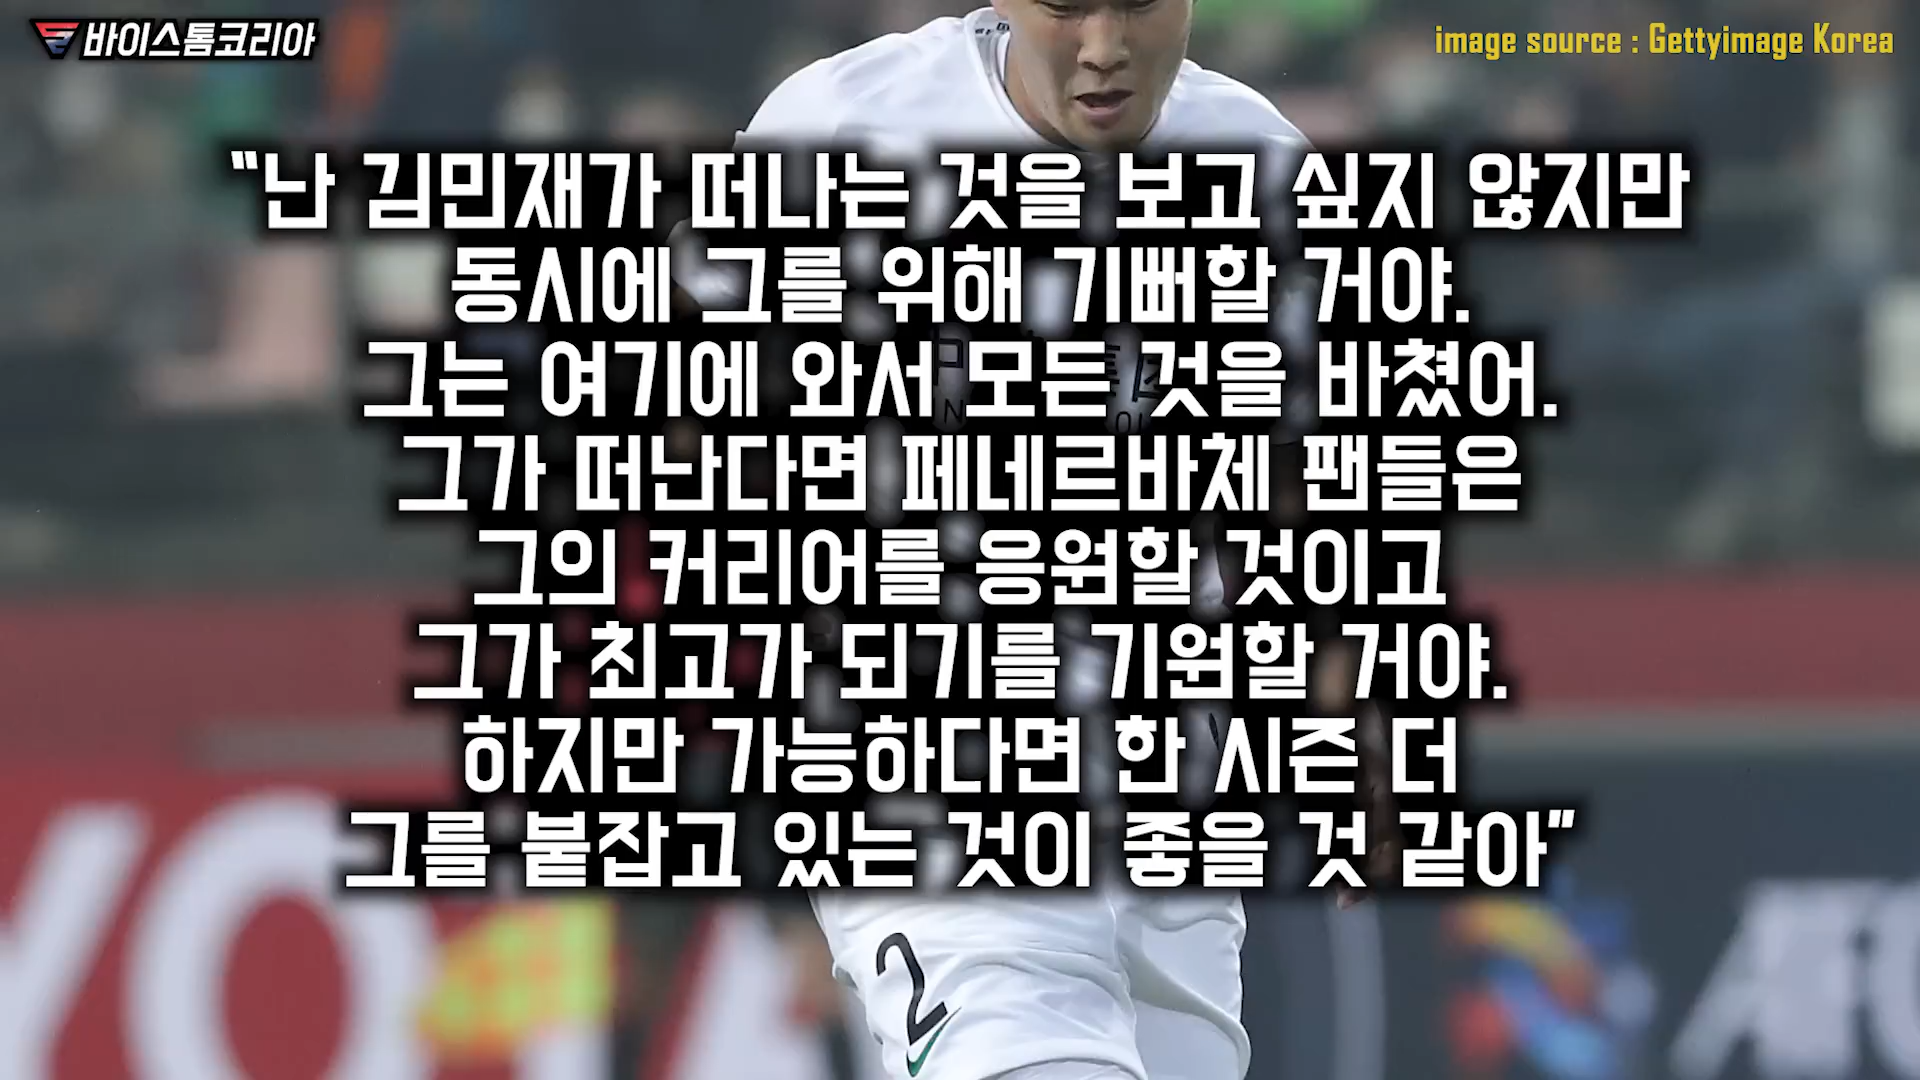 바이스톰코리아
image source : Gettyimage Korea
"난 김민재가 떠나는 것을 보고 싶지 않지만
동시에 그를 위해 기뻐할 거야.
그는 여기에 와서 모든 것을 바쳤어.
그가 떠난다면 페네르바체 팬들은
그의 커리어를 응원할 것이고
그가 최고가 되기를 기원할 거야.
하지만 가능하다면 한 시즌 더
그를 붙잡고 있는 것이 좋을 것 같아"
2